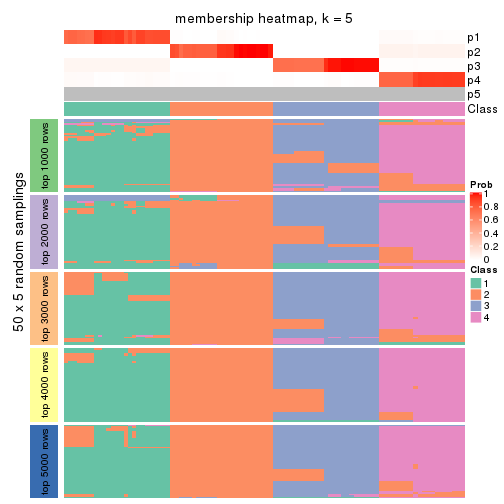 membership heatmap, k = 5
p1
p2
p3
p4
p5
Class
50 x 5 random samplings
top 1000 rows
top 2000 rows
top 3000 rows
top 4000 rows
top 5000 rows
Prob
1
0.8
0.6
0.4
0.2
0
Class
1
2
3
4